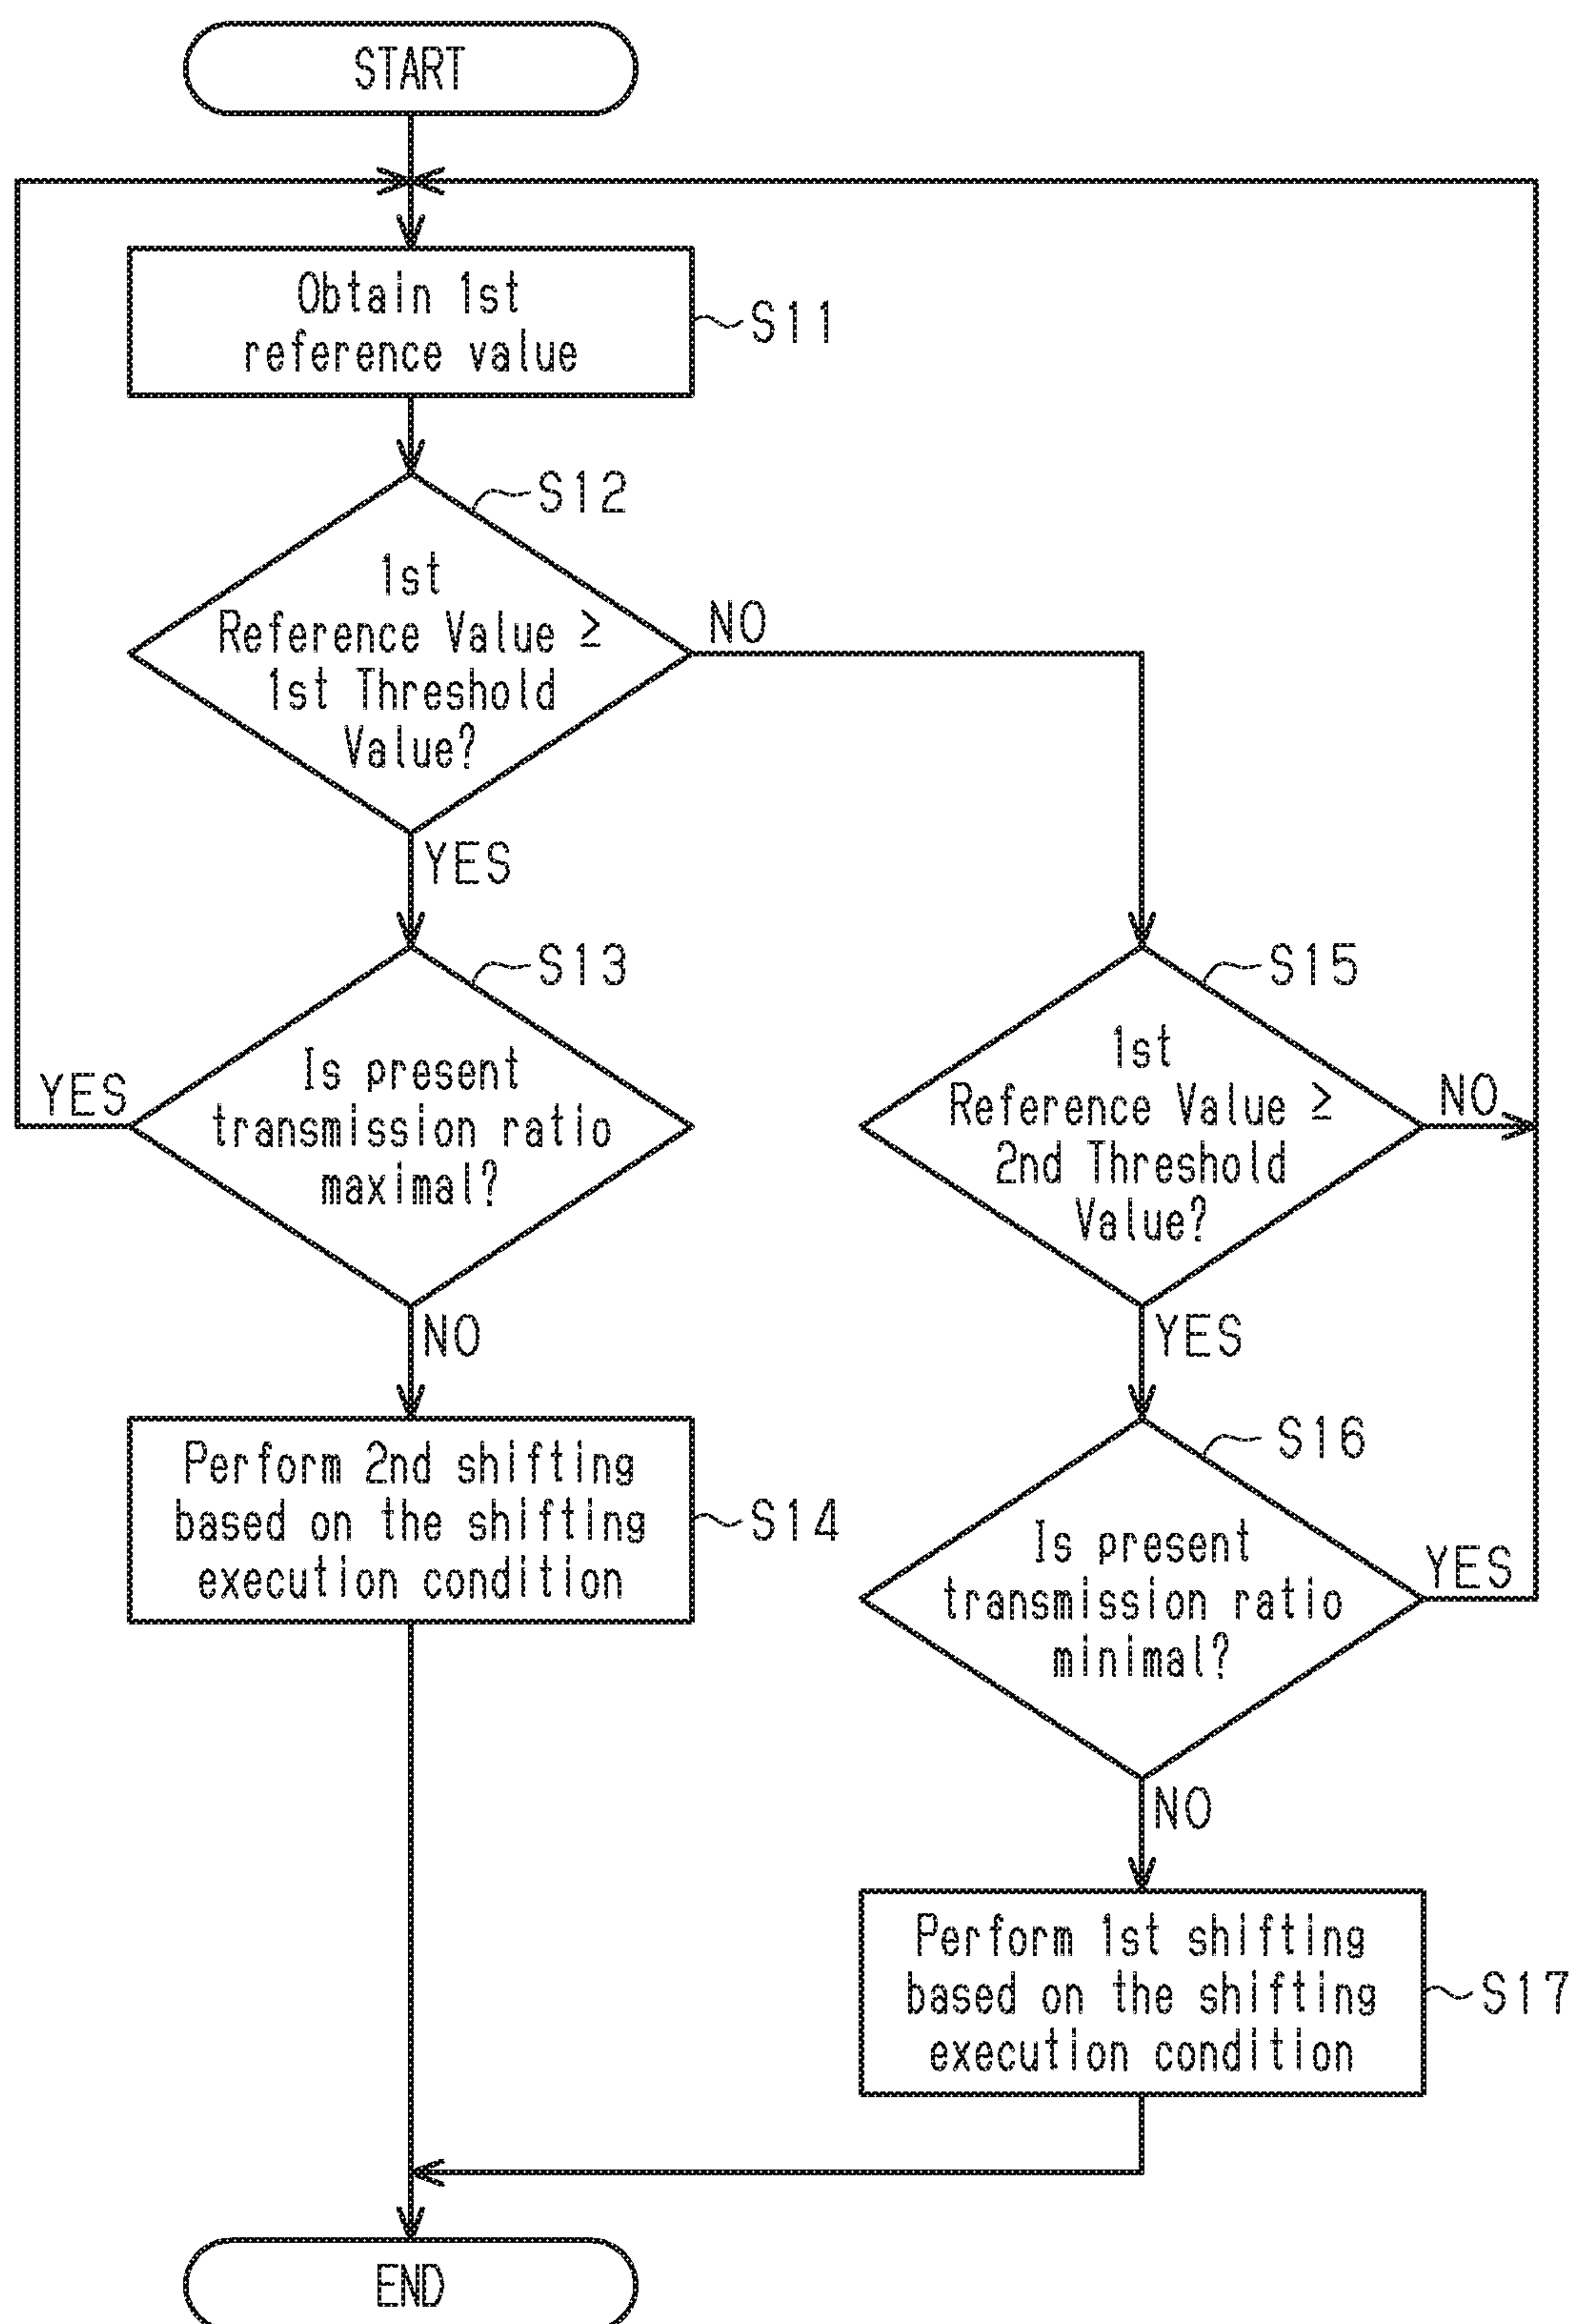 START
Obtain 1st
reference value
S11
S12
1st
Reference Value ≥
1st Threshold
Value?
NO
YES
S13
Is present
transmission ratio
maximal?
YES
NO
Perform 2nd shifting
based on the shifting
execution condition
S14
S15
1st
Reference Value ≥
2nd Threshold
Value?
NO
YES
S16
Is present
transmission ratio
minimal?
YES
NO
Perform 1st shifting
based on the shifting
execution condition
S17
END